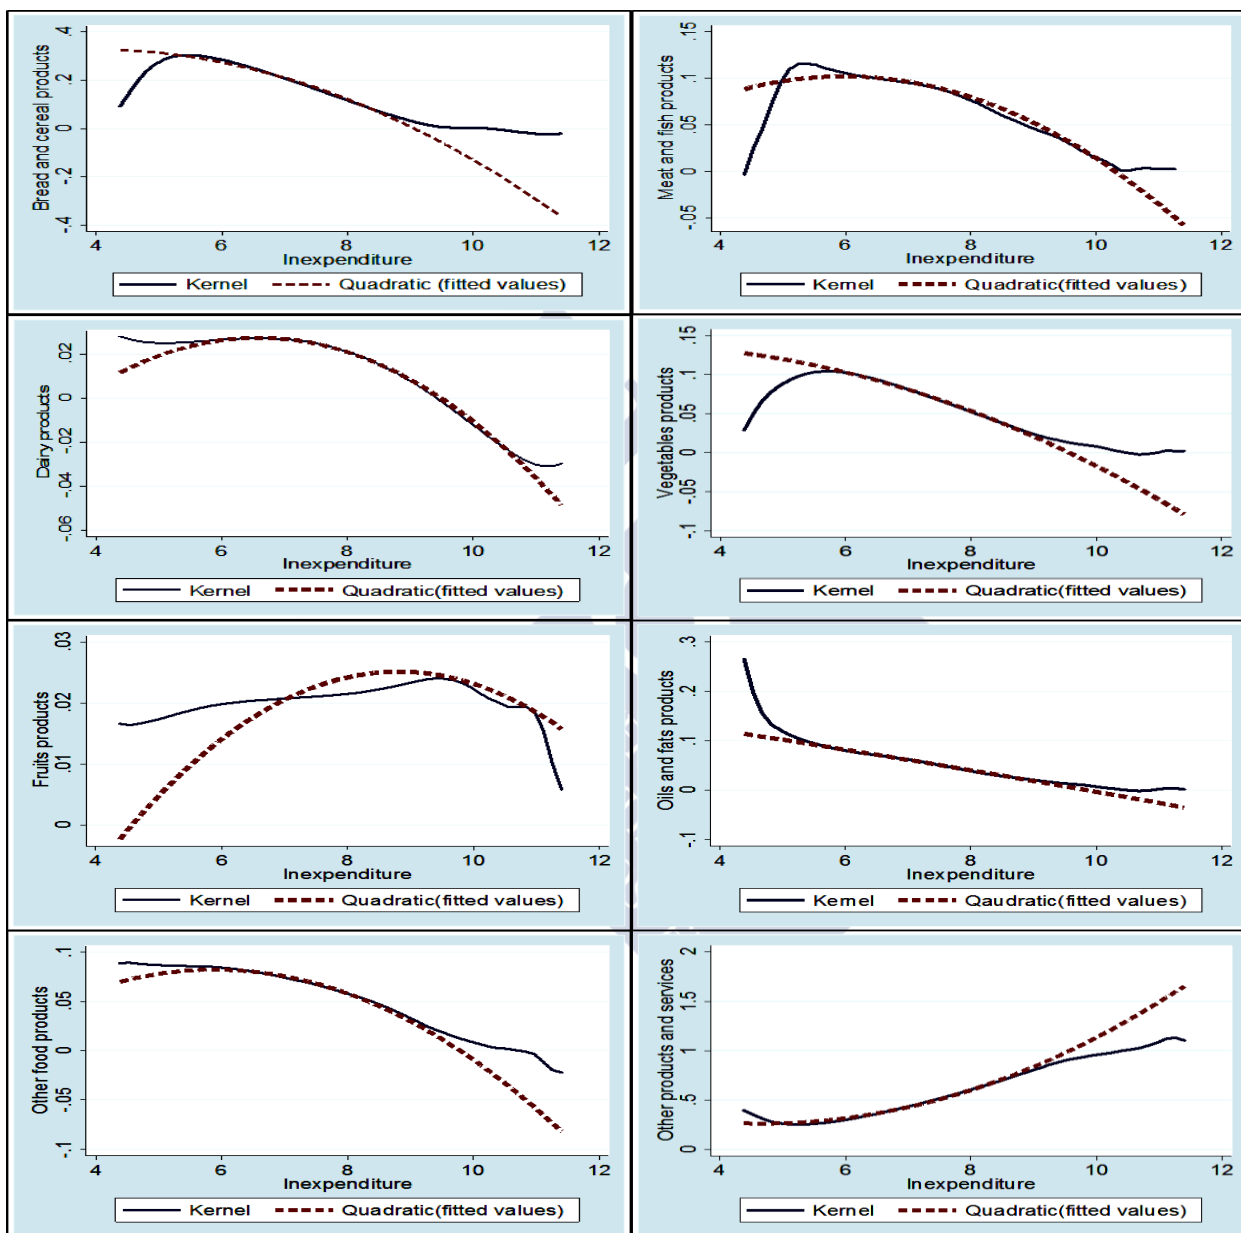 Bread and cereal products
.4
.2
0
-.2
-.4
4 6 8 10 12
lnexpenditure
Kernel Quadratic (fitted values)
Meat and fish products
.15
.1
.05
0
-.05
4 6 8 10 12
lnexpenditure
Kernel Quadratic(fitted values)
Dairy products
.02
0
-.02
-.04
-.06
4 6 8 10 12
lnexpenditure
Kernel Quadratic(fitted values)
Vegetables products
.15
.1
.05
0
-.05
-.1
4 6 8 10 12
lnexpenditure
Kernel Quadratic(fitted values)
Fruits products
.03
.02
.01
0
4 6 8 10 12
lnexpenditure
Kernel Quadratic(fitted values)
Oils and fats products
.3
.2
.1
0
-.1
4 6 8 10 12
lnexpenditure
Kernel Qaudratic(fitted values)
Other food products
.1
.05
0
-.05
-.1
4 6 8 10 12
lnexpenditure
Kernel Quadratic(fitted values)
Other products and services
2
1.5
1
.5
0
4 6 8 10 12
lnexpenditure
Kernel Quadratic(fitted values)